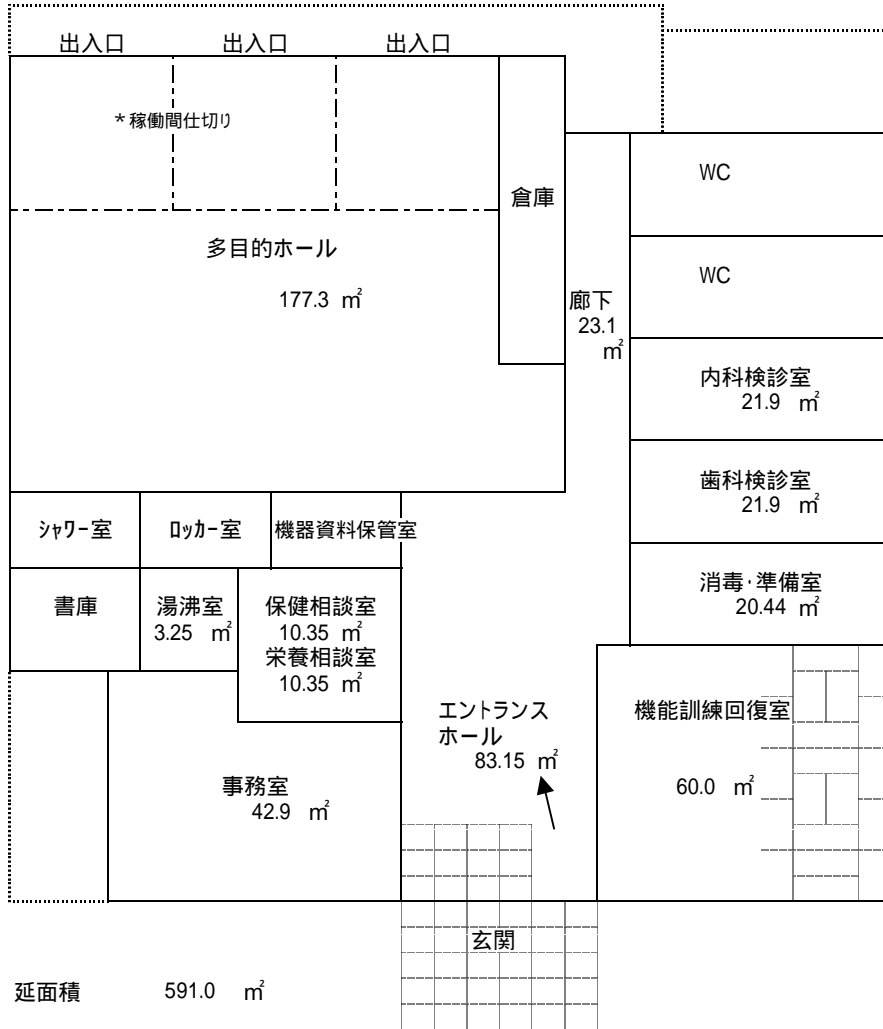 出入口 出入口 出入口
*稼働間仕切り
倉庫
WC
多目的ホール
177.3 ㎡
WC
廊下
23.1
㎡
内科検診室
21.9 ㎡
歯科検診室
21.9 ㎡
シャワー室 ロッカー室 機器資料保管室
消毒・準備室
20.44 ㎡
書庫
湯沸室
3.25 ㎡
保健相談室
10.35 ㎡
栄養相談室
10.35 ㎡
エントランス
ホール
83.15 ㎡
機能訓練回復室
60.0 ㎡
事務室
42.9 ㎡
玄関
延面積 591.0 ㎡